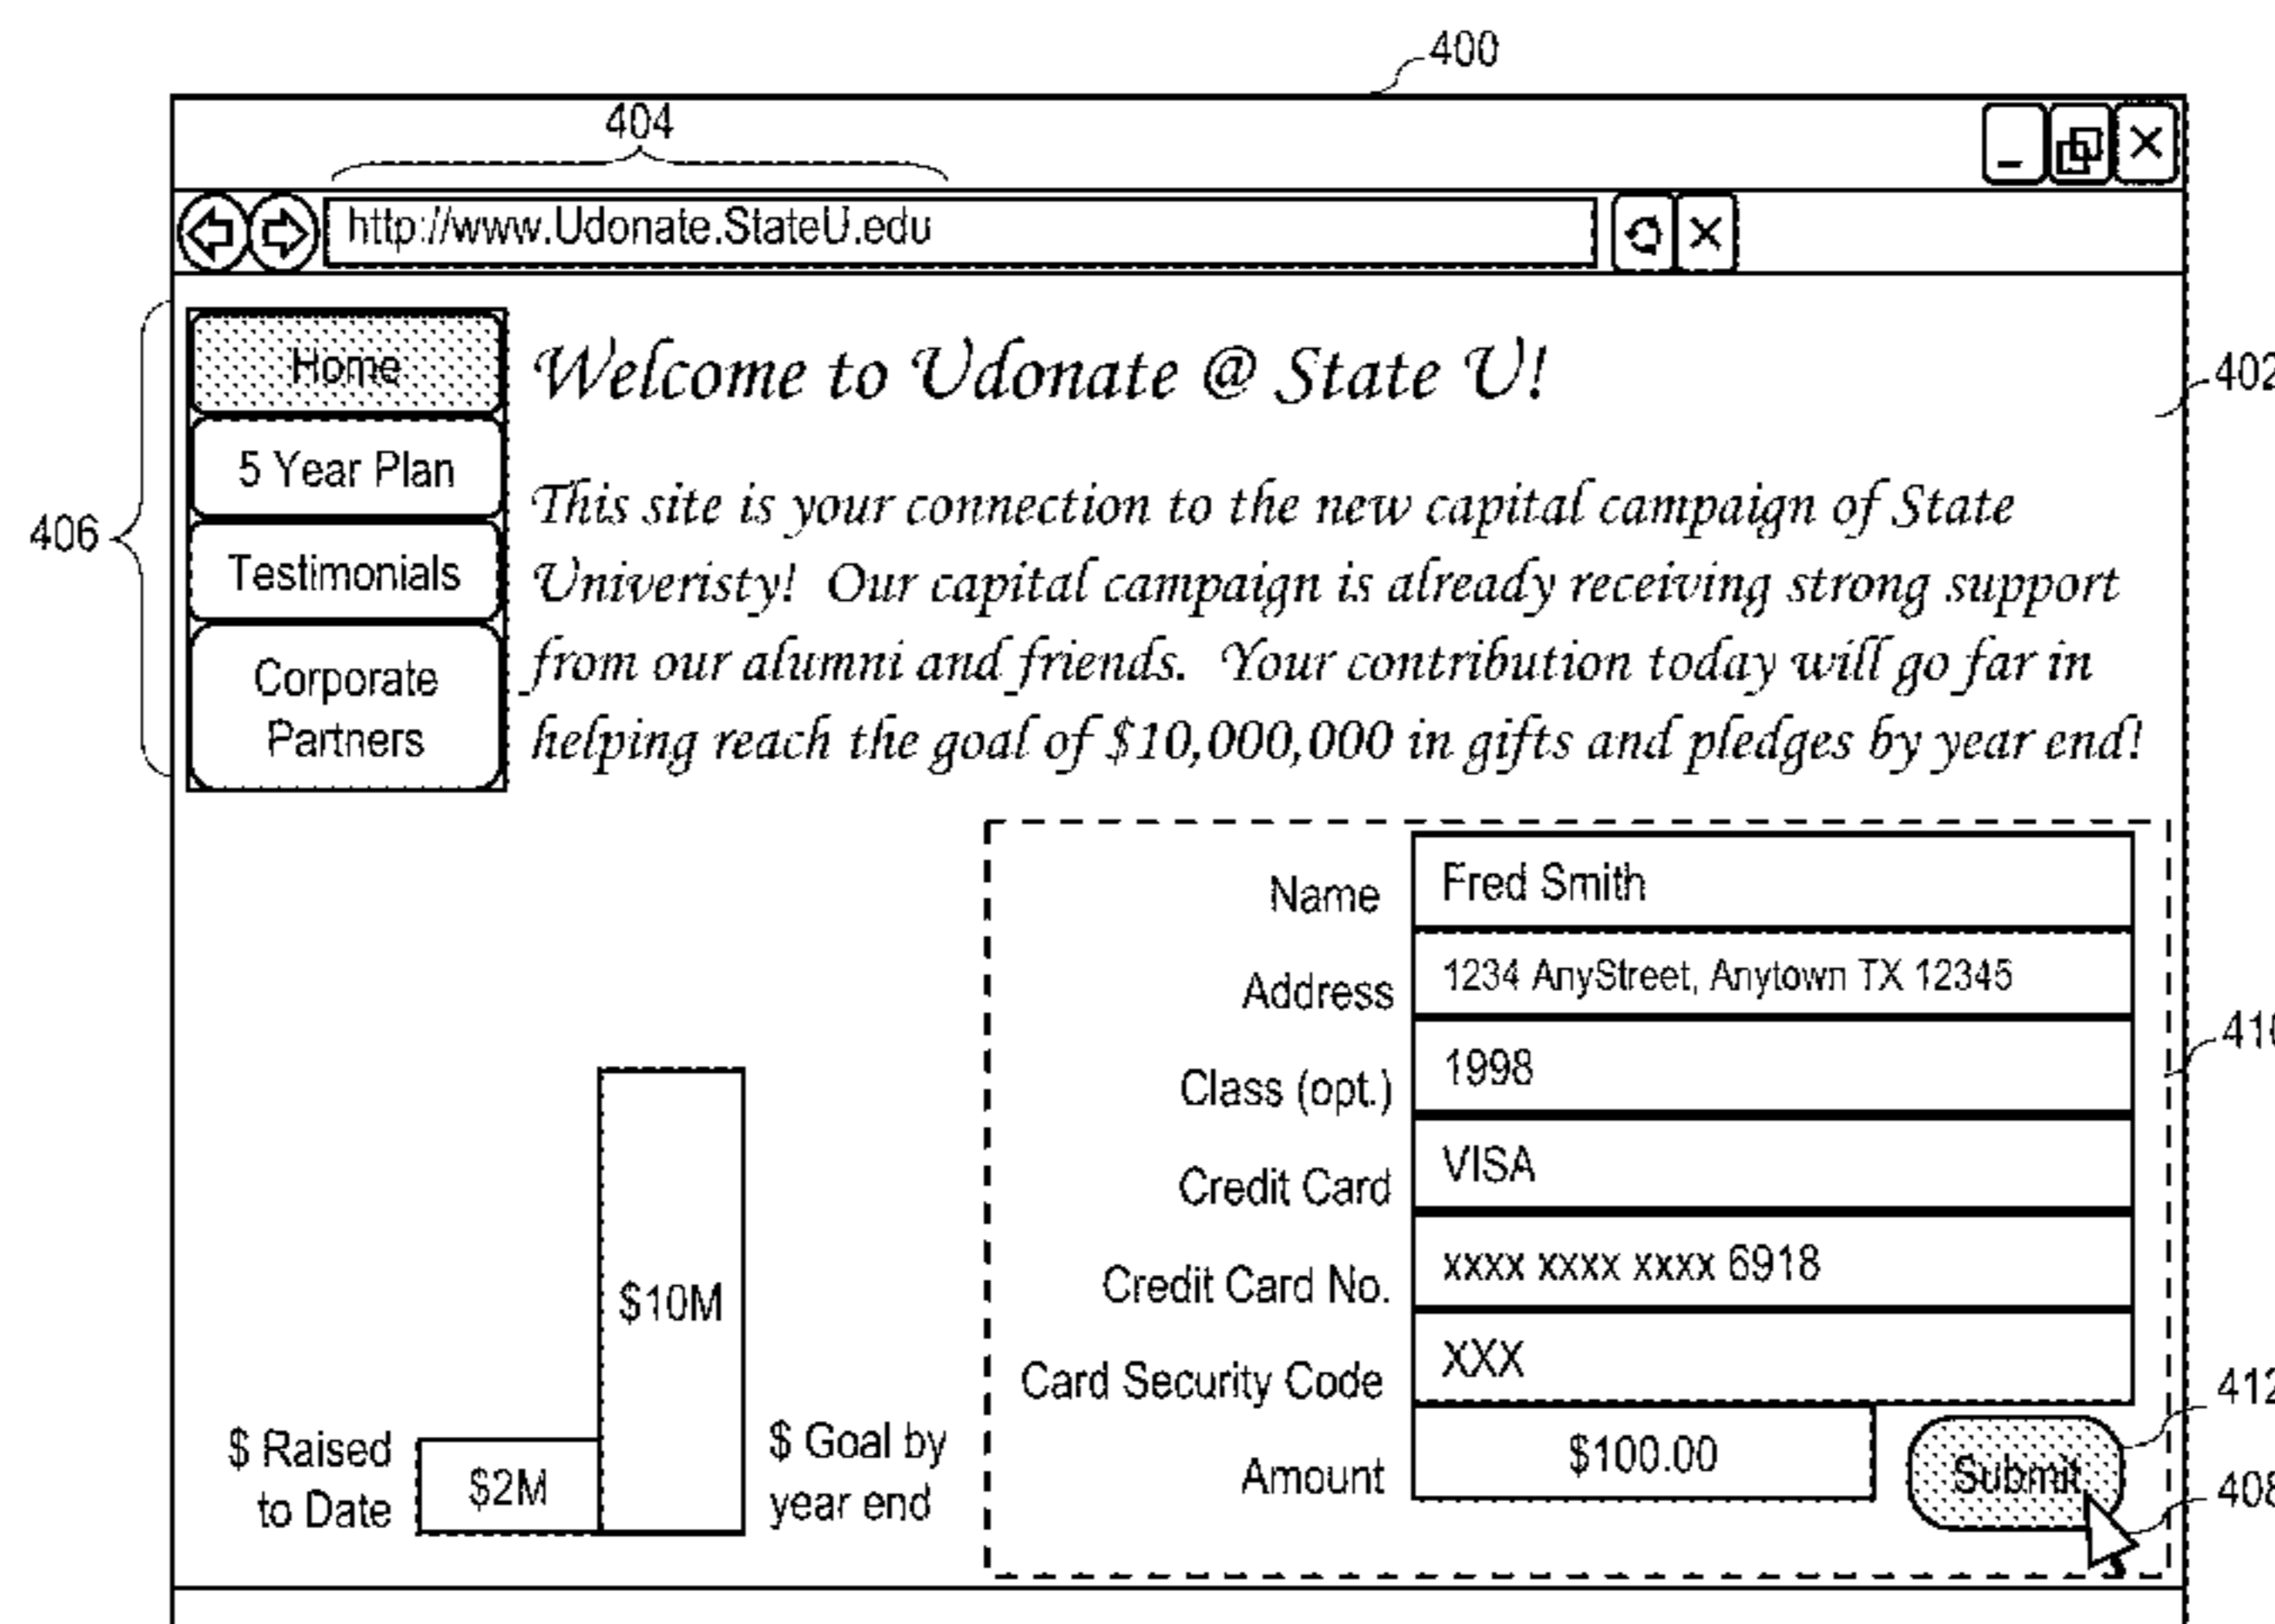 400
404
http://www.Udonate.StateU.edu
Home
Welcome to Udonate @ State U!
402
5 Year Plan
This site is your connection to the new capital campaign of State
406
Testimonials
Univeristy! Our capital campaign is already receiving strong support
Corporate
Partners
from our alumni and friends. Your contribution today will go far in
helping reach the goal of $10,000,000 in gifts and pledges by year end!
Name
Fred Smith
Address
1234 AnyStreet, Anytown TX 12345
410
Class (opt.)
1998
Credit Card
VISA
Credit Card No.
xxxx xxxx xxxx 6918
Card Security Code
XXX
412
Amount
$100.00
Submit
408
$10M
$ Raised
to Date
$2M
$ Goal by
year end